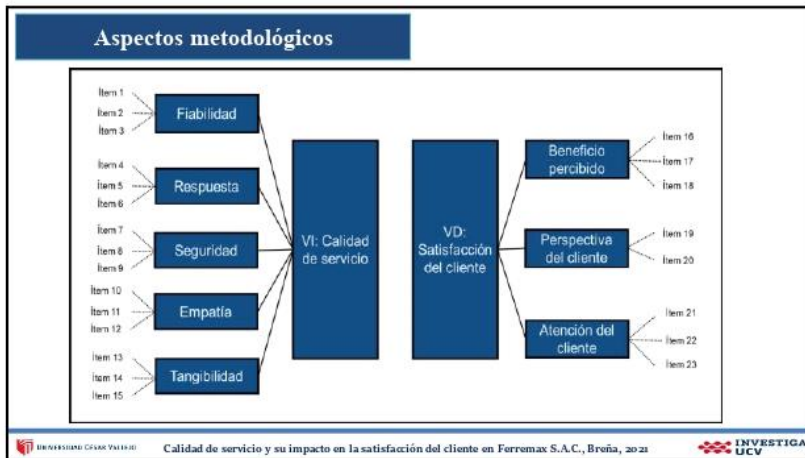 Aspectos metodológicos
Ítem 1
Ítem 2
Ítem 3
Fiabilidad
Ítem 4
Ítem 5
Ítem 6
Respuesta
Ítem 7
Ítem 8
Ítem 9
Seguridad
Ítem 10
Ítem 11
Ítem 12
Empatía
Ítem 13
Ítem 14
Ítem 15
Tangibilidad
VI: Calidad
de servicio
VD:
Satisfacción
del cliente
Beneficio
percibido
Ítem 16
Ítem 17
Ítem 18
Perspectiva
del cliente
Ítem 19
Ítem 20
Atención del
cliente
Ítem 21
Ítem 22
Ítem 23
UNIVERSIDAD CÉSAR VALLEJO
Calidad de servicio y su impacto en la satisfacción del cliente en Ferremax S.A.C., Breña, 2021
INVESTIGA
UCV